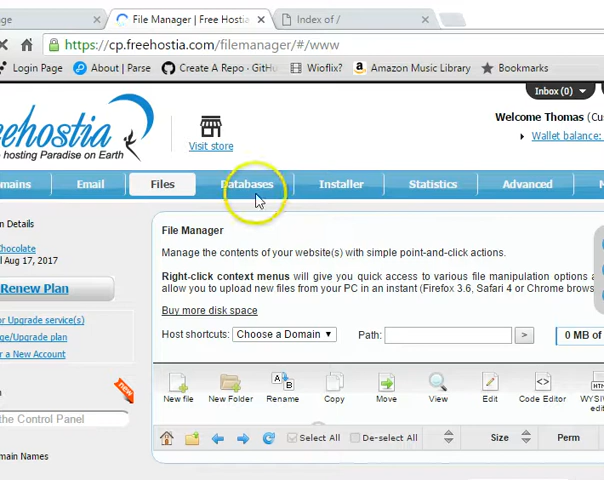 ge
File Manager | Free Hostia
Index of /
https://cp.freehostia.com/filemanager/#/www
Login Page
About | Parse
Create A Repo · GitHu
Wioflix?
Amazon Music Library
Bookmarks
Inbox (0)
eehostia
e hosting Paradise on Earth
Visit store
Welcome Thomas (Cus
Wallet balance:
mains
Email
Files
Databases
Installer
Statistics
Advanced
M
n Details
Chocolate
l Aug 17, 2017
Renew Plan
or Upgrade service(s)
ge/Upgrade plan
r a New Account
n
the Control Panel
main Names
File Manager
Manage the contents of your website(s) with simple point-and-click actions.
Right-click context menus will give you quick access to various file manipulation options a
allow you to upload new files from your PC in an instant (Firefox 3.6, Safari 4 or Chrome brows
Buy more disk space
Host shortcuts: Choose a Domain Path: > 0 MB of
New file
New Folder
Rename
Copy
Move
View
Edit
Code Editor
WYSIV
edit
Select All
De-select All
Size
Perm